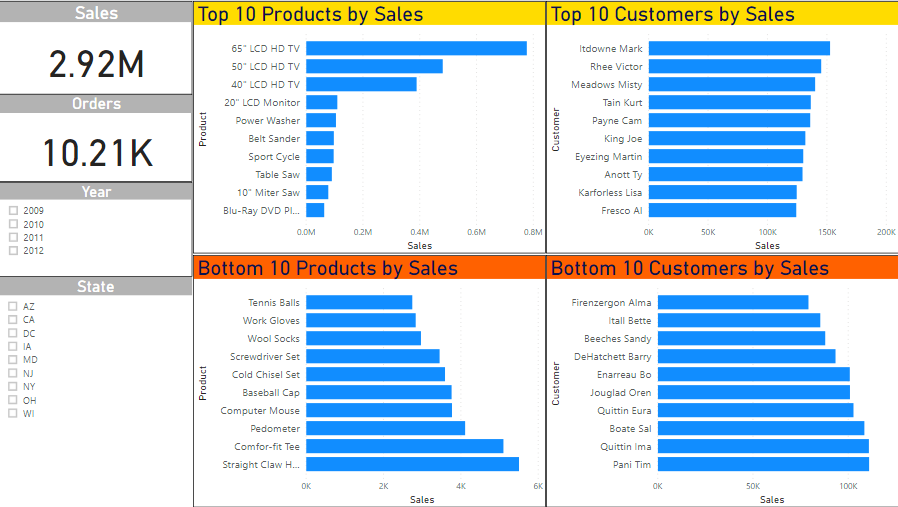 Sales
2.92M
Orders
10.21K
Year
2009
2010
2011
2012
State
AZ
CA
DC
IA
MD
NJ
NY
OH
WI
Top 10 Products by Sales
Product
65" LCD HD TV
50" LCD HD TV
40" LCD HD TV
20" LCD Monitor
Power Washer
Belt Sander
Sport Cycle
Table Saw
10" Miter Saw
Blu-Ray DVD Pl...
0.0M 0.2M 0.4M 0.6M 0.8M
Sales
Top 10 Customers by Sales
Customer
Itdowne Mark
Rhee Victor
Meadows Misty
Tain Kurt
Payne Cam
King Joe
Eyezing Martin
Anott Ty
Karforless Lisa
Fresco Al
0K 50K 100K 150K 200K
Sales
Bottom 10 Products by Sales
Product
Tennis Balls
Work Gloves
Wool Socks
Screwdriver Set
Cold Chisel Set
Baseball Cap
Computer Mouse
Pedometer
Comfor-fit Tee
Straight Claw H...
0K 2K 4K 6K
Sales
Bottom 10 Customers by Sales
Customer
Firenzergon Alma
Itall Bette
Beeches Sandy
DeHatchett Barry
Enarreau Bo
Jouglad Oren
Quittin Eura
Boate Sal
Quittin Ima
Pani Tim
0K 50K 100K
Sales